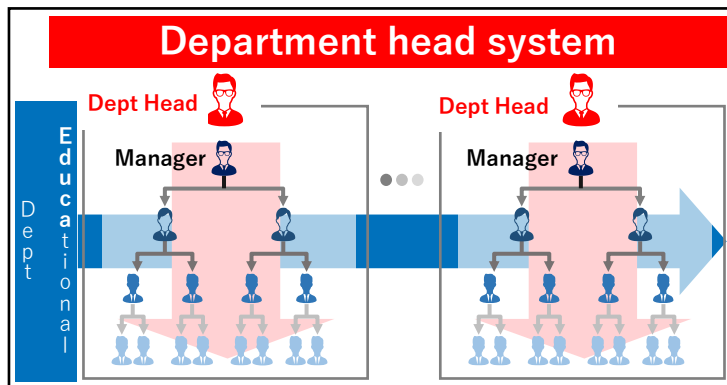 Department head system
Dept Head
Dept Head
Manager
Manager
Educational
Dept